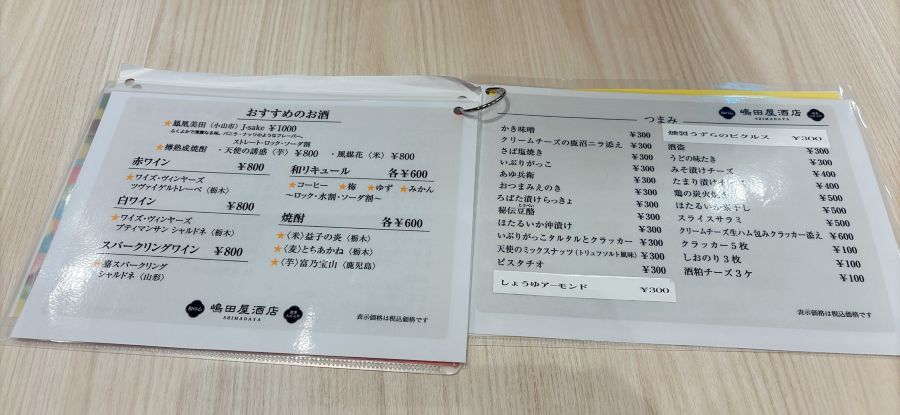 おすすめのお酒
★鳳凰美田〈小山市〉J-sake ¥1000
ふくよかで濃厚な味。バニラ・ナッツのようなフレーバー。
ストレート・ロック・ソーダ割
★樽熟成焼酎 ・天使の誘惑〈芋〉¥800 ・風媒花〈米〉¥800
赤ワイン ¥800
★ワイズ・ヴィンヤーズ
ツヴァイゲルトレーベ〈栃木〉
白ワイン ¥800
★ワイズ・ヴィンヤーズ
プティマンサン シャルドネ〈栃木〉
スパークリングワイン ¥800
★嘉スパークリング
シャルドネ〈山形〉
和リキュール 各¥600
★コーヒー ★梅 ★ゆず ★みかん
〜ロック・水割・ソーダ割〜
焼酎 各¥600
★〈米〉益子の炎〈栃木〉
★〈麦〉とちあかね〈栃木〉
★〈芋〉富乃宝山〈鹿児島〉
嶋田屋酒店
SHIMADAYA
表示価格は税込価格です
つまみ
嶋田屋酒店
SHIMADAYA
かき味噌 ¥300
クリームチーズの鹿沼ニラ添え ¥300
さば塩焼き ¥300
いぶりがっこ ¥300
あゆ兵衛 ¥300
おつまみえのき ¥300
ろばた漬けらっきょ ¥300
秘伝豆酪 ¥300
ほたるいか沖漬け ¥300
いぶりがっこタルタルとクラッカー ¥300
天使のミックスナッツ(トリュフソルト風味) ¥300
ピスタチオ ¥300
しょうゆアーモンド ¥300
燻製うずらのピクルス ¥300
酒盗 ¥300
うどの味たき ¥300
みそ漬けチーズ ¥400
たまり漬けチーズ ¥400
鶏の炭火焼 ¥500
ほたるいか素干し ¥500
スライスサラミ ¥500
クリームチーズ生ハム包みクラッカー添え ¥600
クラッカー5枚 ¥100
しおのり3枚 ¥100
酒粕チーズ3ケ ¥100
表示価格は税込価格です